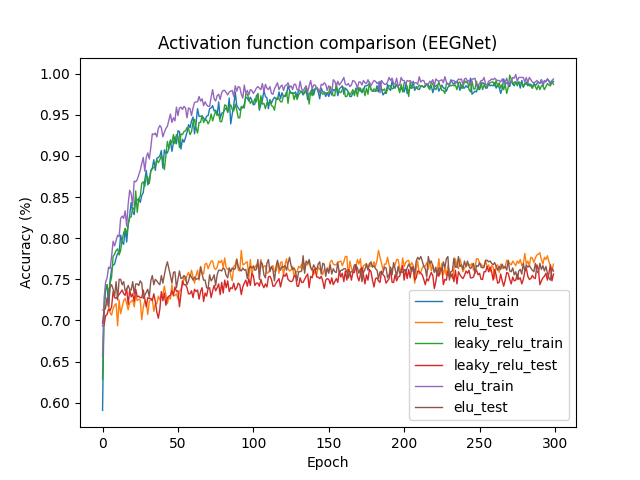 Activation function comparison (EEGNet)
Accuracy (%)
1.00
0.95
0.90
0.85
0.80
0.75
0.70
0.65
0.60
relu_train
relu_test
leaky_relu_train
leaky_relu_test
elu_train
elu_test
0 50 100 150 200 250 300
Epoch